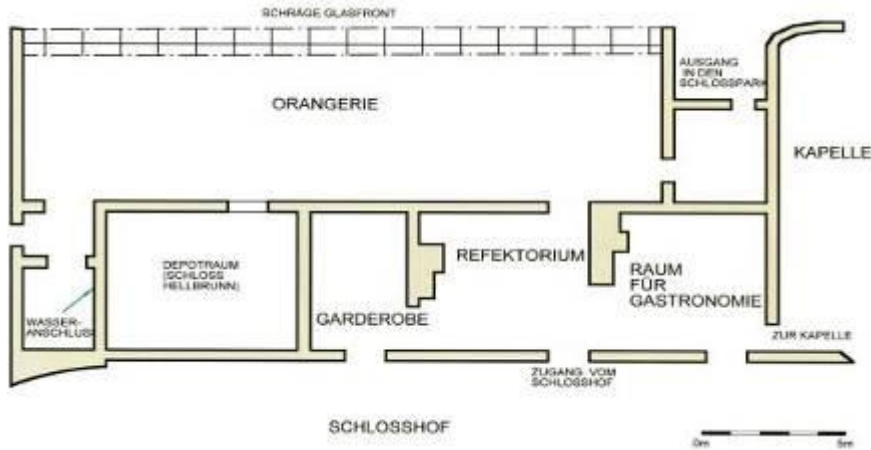 SCHRÄGE GLASFRONT
AUSGANG
IN DEN
SCHLOSSPARK
ORANGERIE
KAPELLE
DEPOTRAUM
(SCHLOSS
HELLBRUNN)
REFEKTORIUM
RAUM
FÜR
GASTRONOMIE
WASSER-
ANSCHLUSS
GARDEROBE
ZUR KAPELLE
ZUGANG VOM
SCHLOSSHOF
SCHLOSSHOF
0m
5m